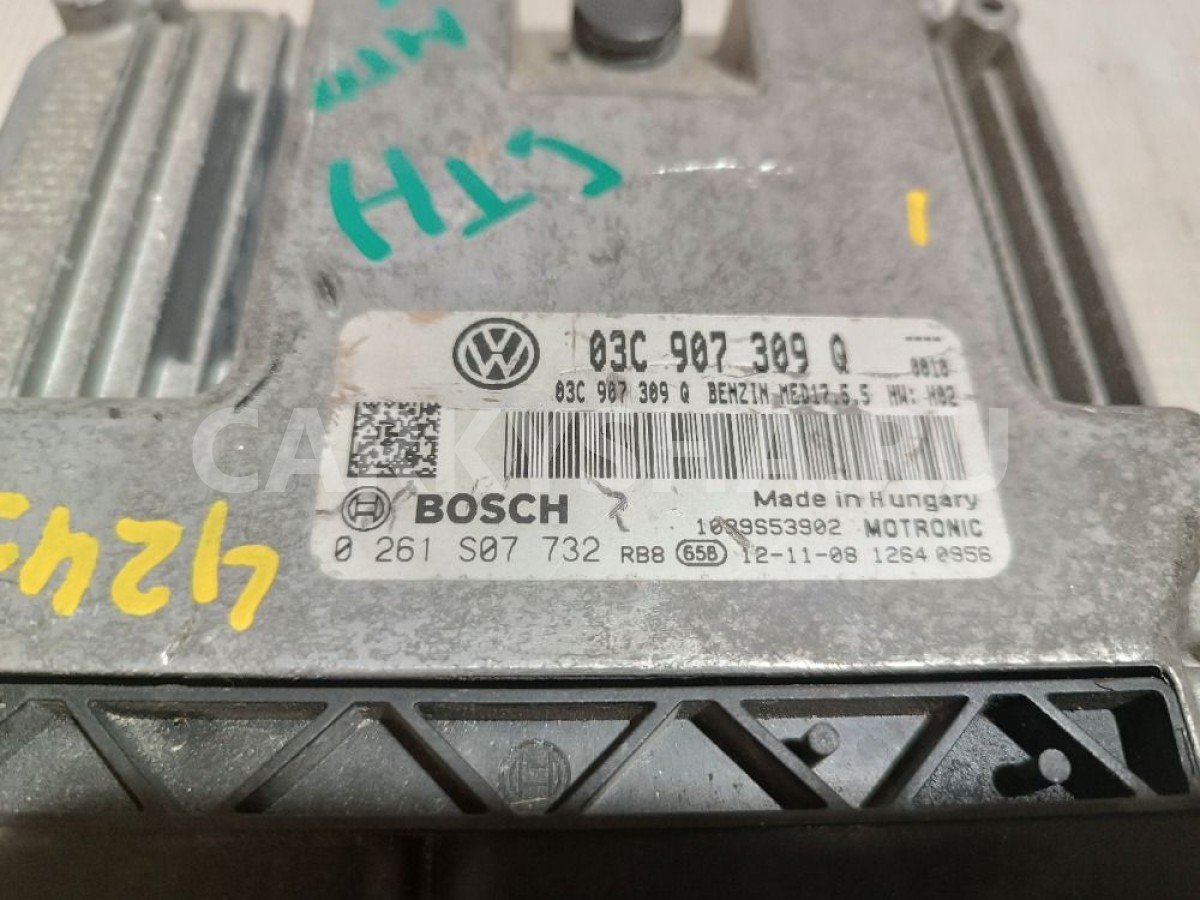 CTH
03C 907 309 Q ----
03C 907 309 Q BENZIN MED17.5.5 HW: H02
BOSCH Made in Hungary
1039S53902 MOTRONIC
0 261 S07 732 RB8 658 12-11-08 1264 0956